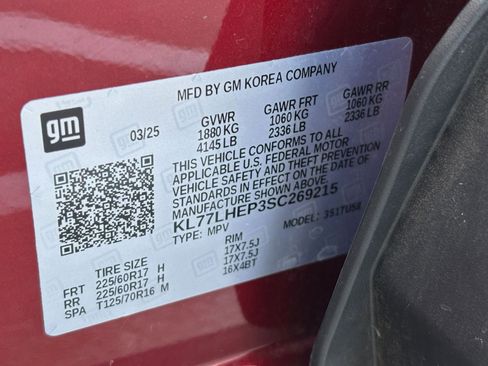 gm
MFD BY GM KOREA COMPANY
03/25 GVWR GAWR FRT GAWR RR
1880 KG 1060 KG 1060 KG
4145 LB 2336 LB 2336 LB
THIS VEHICLE CONFORMS TO ALL
APPLICABLE U.S. FEDERAL MOTOR
VEHICLE SAFETY AND THEFT PREVENTION
STANDARDS IN EFFECT ON THE DATE OF
MANUFACTURE SHOWN ABOVE.
KL77LHEP3SC269215
TYPE: MPV MODEL: 3S1TU58
TIRE SIZE RIM
FRT 225/60R17 H 17X7.5J
RR 225/60R17 H 17X7.5J
SPA T125/70R16 M 16X4BT